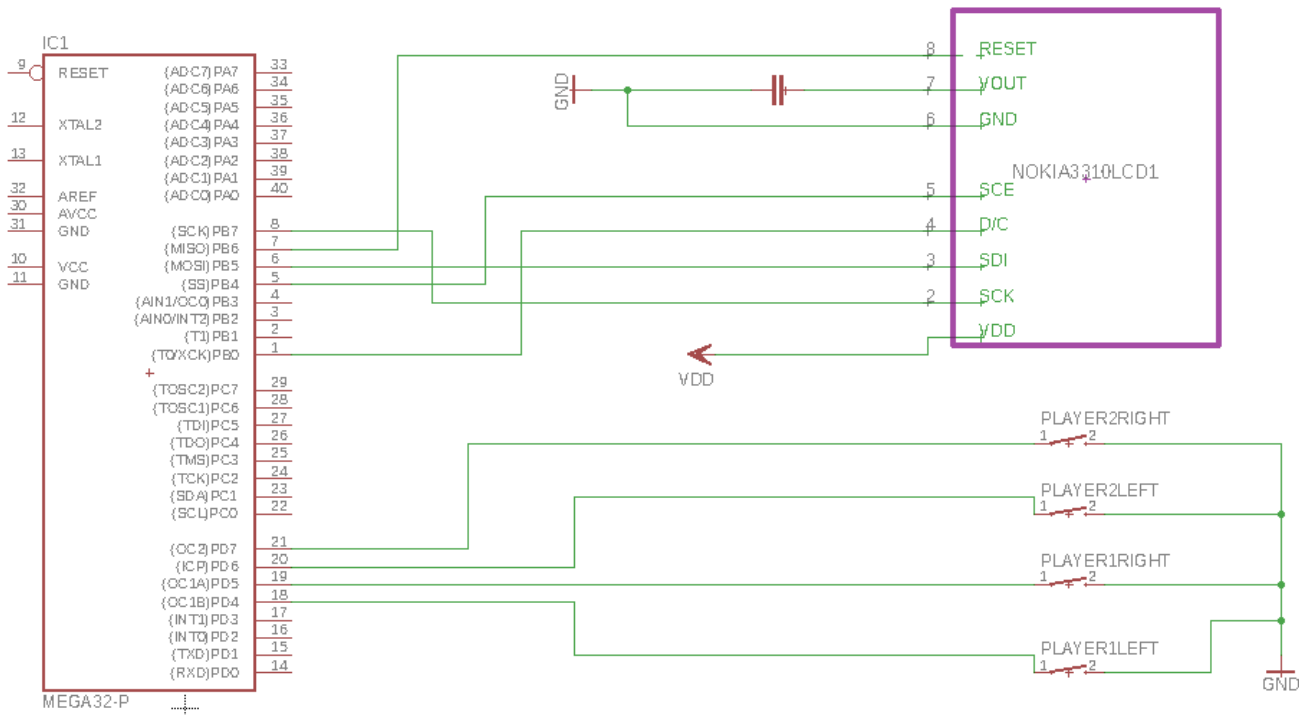 IC1
9 RESET
12 XTAL2
13 XTAL1
32 AREF
30 AVCC
31 GND
10 VCC
11 GND
(ADC7)PA7 33
(ADC6)PA6 34
(ADC5)PA5 35
(ADC4)PA4 36
(ADC3)PA3 37
(ADC2)PA2 38
(ADC1)PA1 39
(ADC0)PA0 40
(SCK)PB7 8
(MISO)PB6 7
(MOSI)PB5 6
(SS)PB4 5
(AIN1/OC0)PB3 4
(AIN0/INT2)PB2 3
(T1)PB1 2
(T0/XCK)PB0 1
(TOSC2)PC7 29
(TOSC1)PC6 28
(TDI)PC5 27
(TDO)PC4 26
(TMS)PC3 25
(TCK)PC2 24
(SDA)PC1 23
(SCL)PC0 22
(OC2)PD7 21
(ICP)PD6 20
(OC1A)PD5 19
(OC1B)PD4 18
(INT1)PD3 17
(INT0)PD2 16
(TXD)PD1 15
(RXD)PD0 14
MEGA32-P
GND
8 RESET
7 VOUT
6 GND
NOKIA3310LCD1
5 SCE
4 D/C
3 SDI
2 SCK
VDD
VDD
PLAYER2RIGHT
1 2
PLAYER2LEFT
1 2
PLAYER1RIGHT
1 2
PLAYER1LEFT
1 2
GND